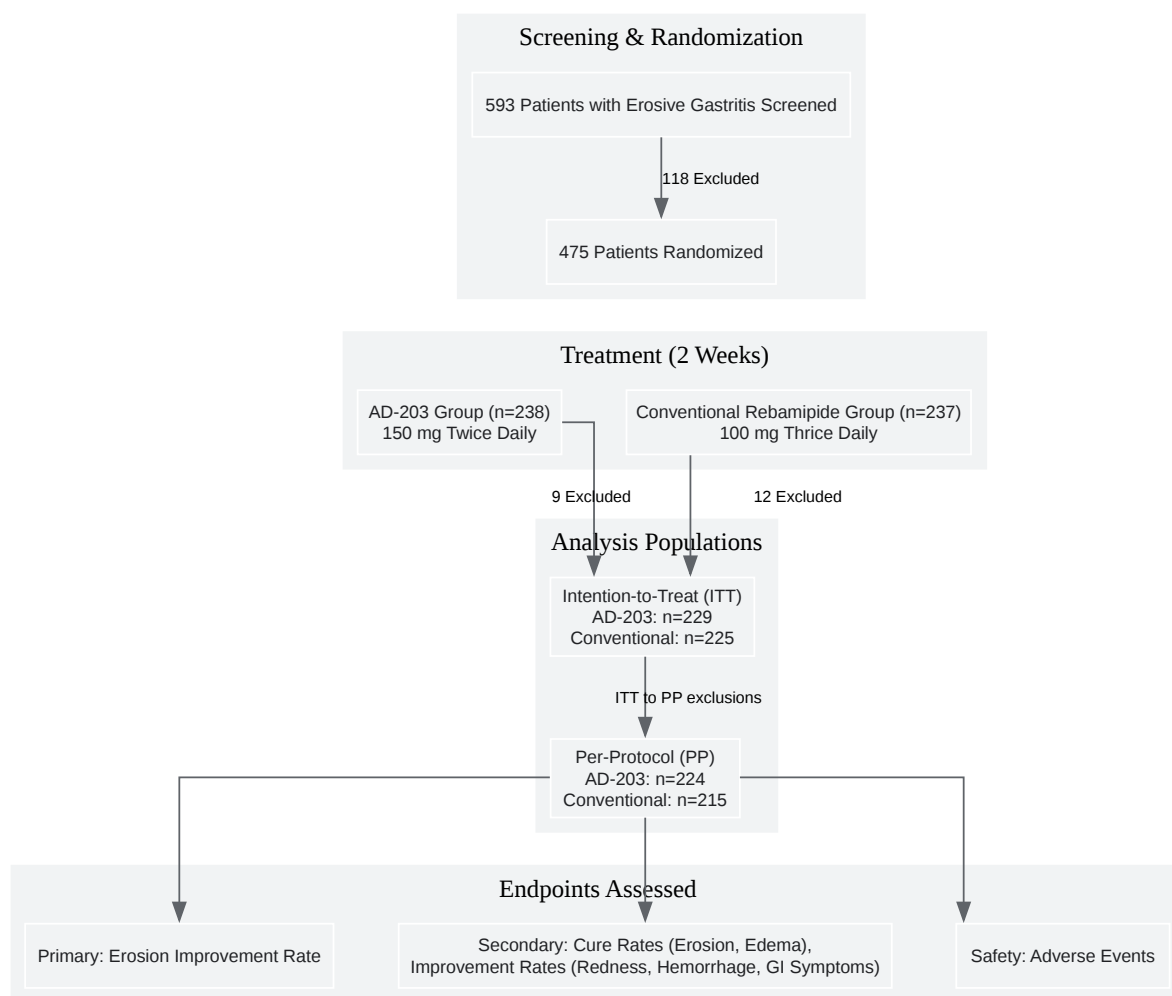 Screening & Randomization
593 Patients with Erosive Gastritis Screened
118 Excluded
475 Patients Randomized
Treatment (2 Weeks)
AD-203 Group (n=238)
150 mg Twice Daily
Conventional Rebamipide Group (n=237)
100 mg Thrice Daily
9 Excluded
12 Excluded
Analysis Populations
Intention-to-Treat (ITT)
AD-203: n=229
Conventional: n=225
ITT to PP exclusions
Per-Protocol (PP)
AD-203: n=224
Conventional: n=215
Endpoints Assessed
Primary: Erosion Improvement Rate
Secondary: Cure Rates (Erosion, Edema),
Improvement Rates (Redness, Hemorrhage, GI Symptoms)
Safety: Adverse Events